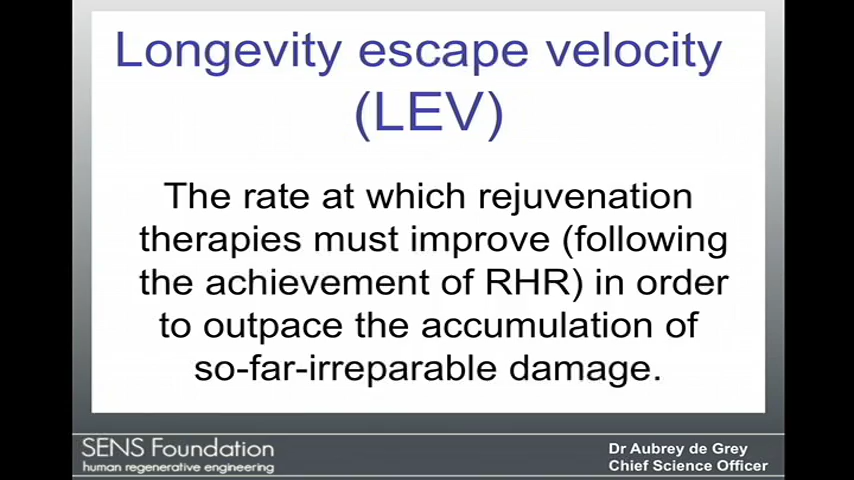 Longevity escape velocity
(LEV)
The rate at which rejuvenation
therapies must improve (following
the achievement of RHR) in order
to outpace the accumulation of
so-far-irreparable damage.
SENS Foundation
human regenerative engineering
Dr Aubrey de Grey
Chief Science Officer